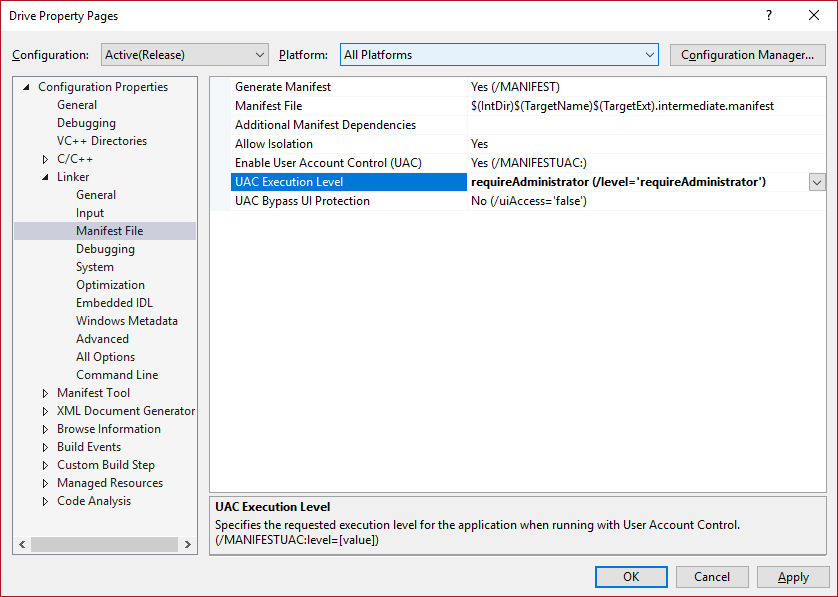 Drive Property Pages
?
Configuration: Active(Release) Platform: All Platforms Configuration Manager...
Configuration Properties
General
Debugging
VC++ Directories
C/C++
Linker
General
Input
Manifest File
Debugging
System
Optimization
Embedded IDL
Windows Metadata
Advanced
All Options
Command Line
Manifest Tool
XML Document Generator
Browse Information
Build Events
Custom Build Step
Managed Resources
Code Analysis
Generate Manifest Yes (/MANIFEST)
Manifest File $(IntDir)$(TargetName)$(TargetExt).intermediate.manifest
Additional Manifest Dependencies
Allow Isolation Yes
Enable User Account Control (UAC) Yes (/MANIFESTUAC:)
UAC Execution Level requireAdministrator (/level='requireAdministrator')
UAC Bypass UI Protection No (/uiAccess='false')
UAC Execution Level
Specifies the requested execution level for the application when running with User Account Control.
(/MANIFESTUAC:level=[value])
OK Cancel Apply